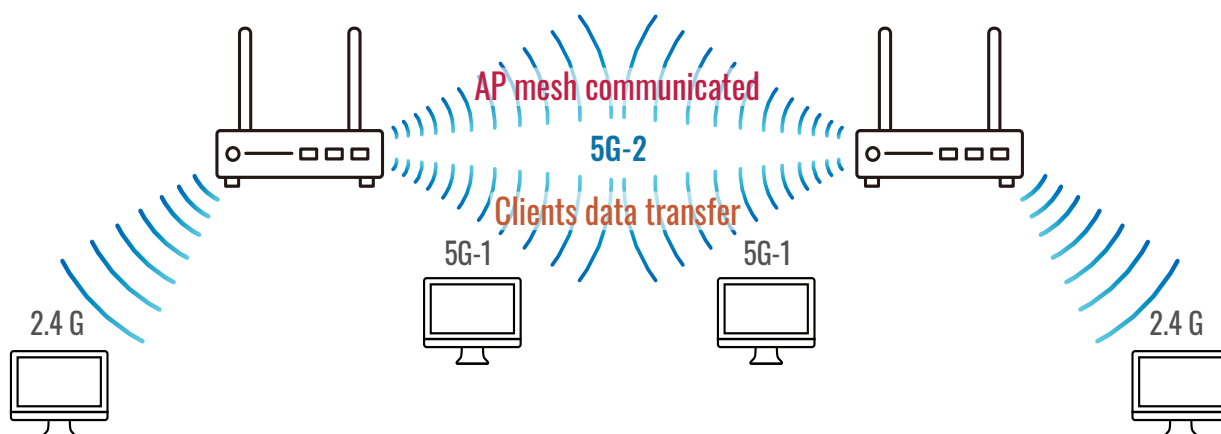 AP mesh communicated
5G-2
Clients data transfer
5G-1
5G-1
2.4 G
2.4 G